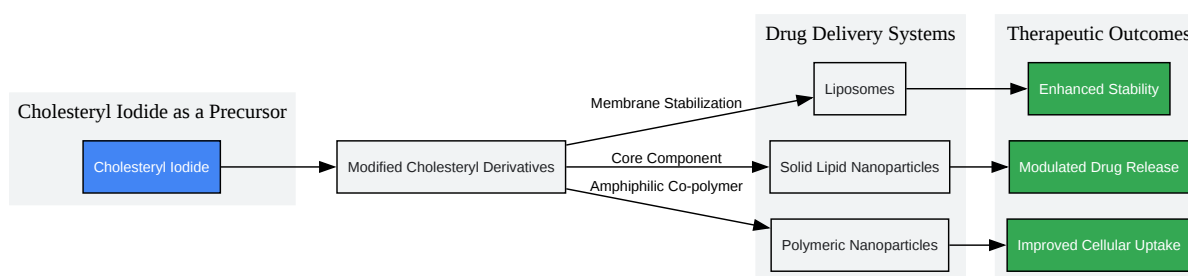 Drug Delivery Systems
Therapeutic Outcomes
Liposomes
Enhanced Stability
Cholesteryl Iodide as a Precursor
Membrane Stabilization
Cholesteryl Iodide
Modified Cholesteryl Derivatives
Core Component
Solid Lipid Nanoparticles
Modulated Drug Release
Amphiphilic Co-polymer
Polymeric Nanoparticles
Improved Cellular Uptake